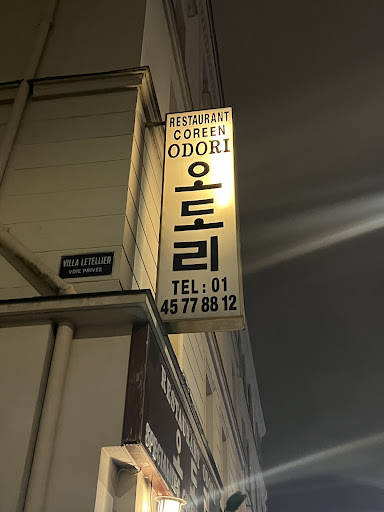 RESTAURANT
COREEN
ODORI
오
도
리
TEL : 01
45 77 88 12
VILLA LETELLIER
VOIE PRIVÉE